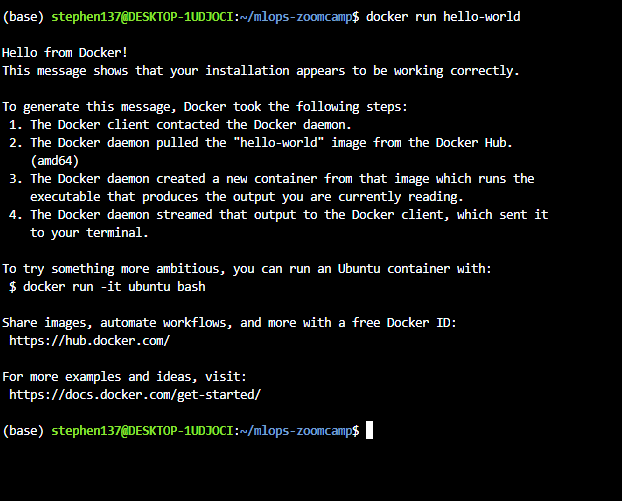 (base) stephen137@DESKTOP-1UDJOCI:~/mlops-zoomcamp$ docker run hello-world
Hello from Docker!
This message shows that your installation appears to be working correctly.
To generate this message, Docker took the following steps:
1. The Docker client contacted the Docker daemon.
2. The Docker daemon pulled the "hello-world" image from the Docker Hub.
(amd64)
3. The Docker daemon created a new container from that image which runs the
executable that produces the output you are currently reading.
4. The Docker daemon streamed that output to the Docker client, which sent it
to your terminal.
To try something more ambitious, you can run an Ubuntu container with:
$ docker run -it ubuntu bash
Share images, automate workflows, and more with a free Docker ID:
https://hub.docker.com/
For more examples and ideas, visit:
https://docs.docker.com/get-started/
(base) stephen137@DESKTOP-1UDJOCI:~/mlops-zoomcamp$